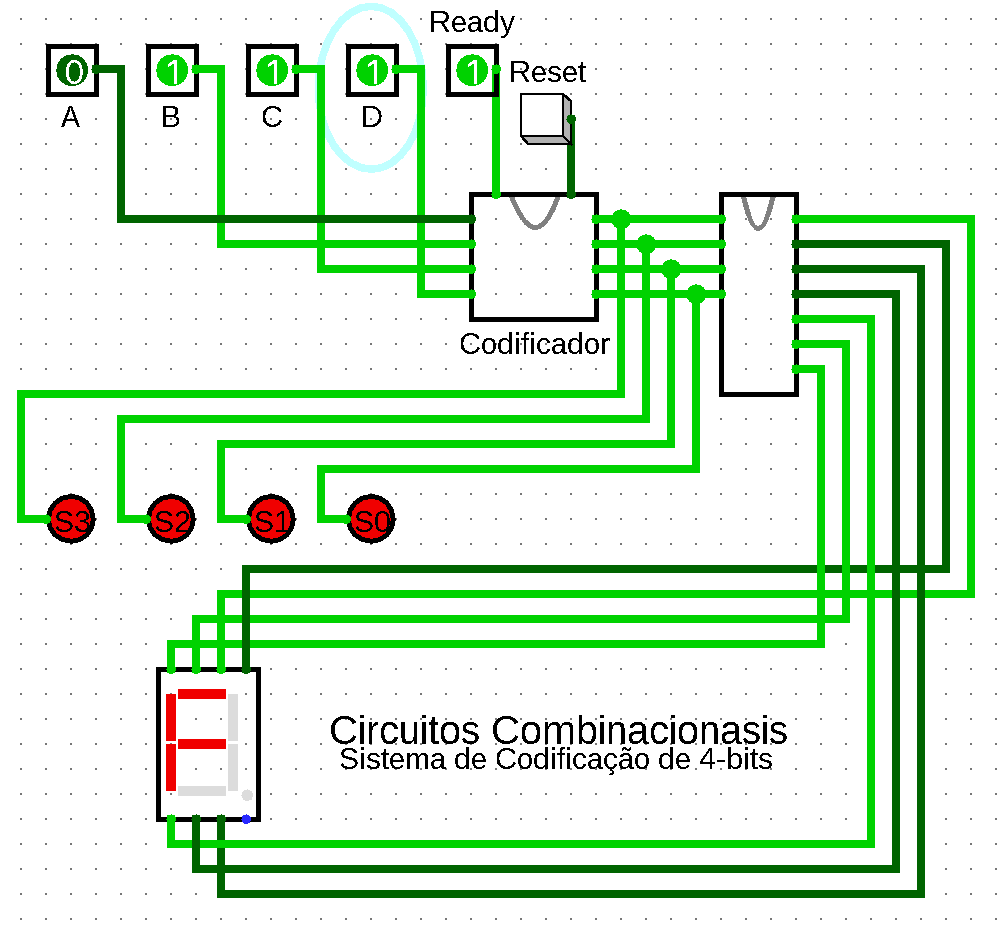 Ready
0 1 1 1 1
Reset
A B C D
Codificador
S3 S2 S1 S0
Circuitos Combinacionasis
Sistema de Codificação de 4-bits